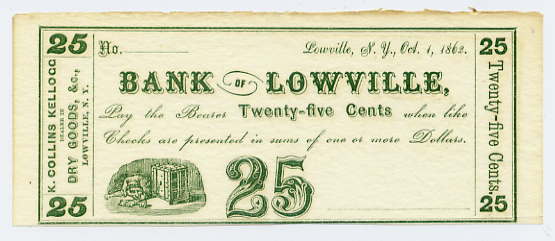 25
K. COLLINS KELLOGG
DEALER IN
DRY GOODS, &c.,
LOWVILLE, N. Y.
25
No.
Lowville, N. Y., Oct. 1, 1862.
BANK OF LOWVILLE,
Pay the Bearer Twenty-five Cents when like
Checks are presented in sums of one or more Dollars.
25
25
Twenty-five Cents.
25